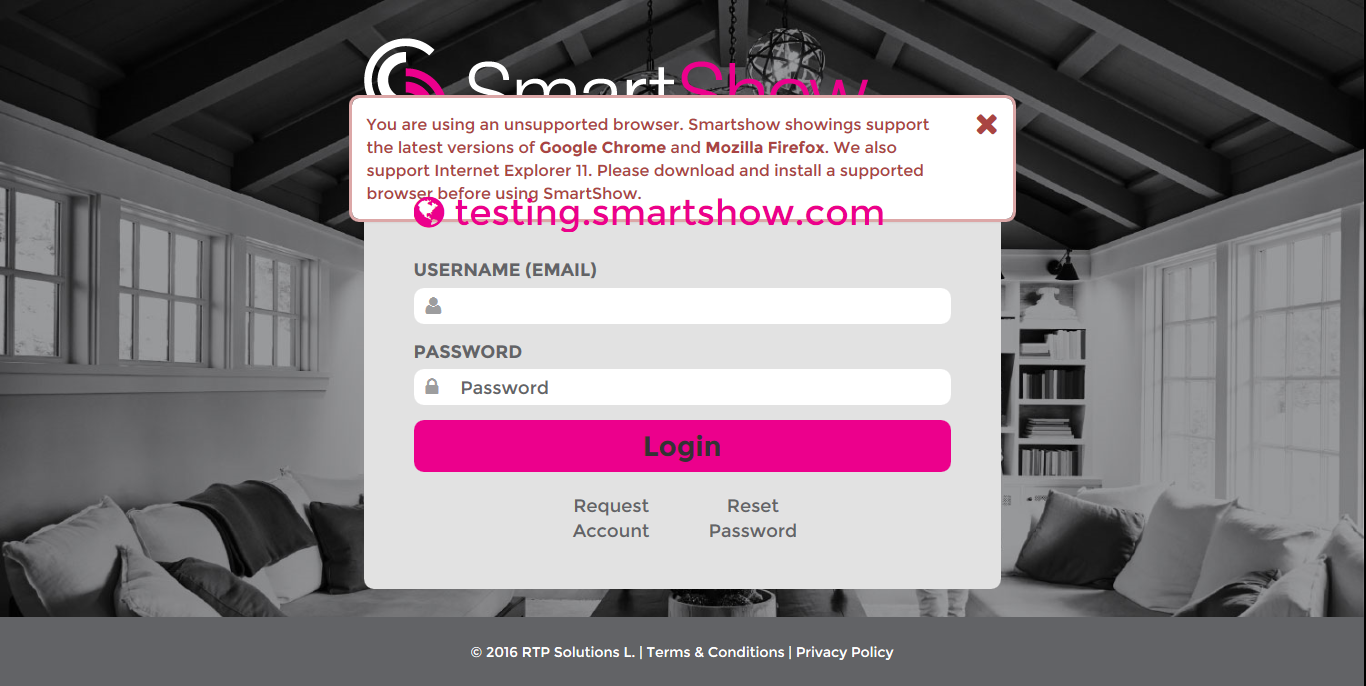 SmartShow
You are using an unsupported browser. Smartshow showings support
the latest versions of Google Chrome and Mozilla Firefox. We also
support Internet Explorer 11. Please download and install a supported
browser before using SmartShow.
testing.smartshow.com
USERNAME (EMAIL)
PASSWORD
Password
Login
Request
Account
Reset
Password
© 2016 RTP Solutions L. | Terms & Conditions | Privacy Policy